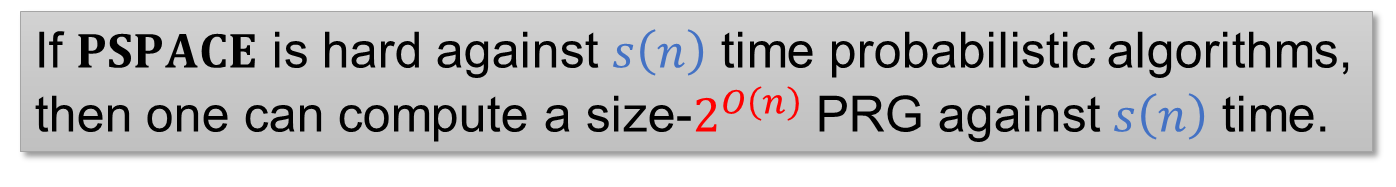 If PSPACE is hard against s(n) time probabilistic algorithms,
then one can compute a size-2^{O(n)} PRG against s(n) time.